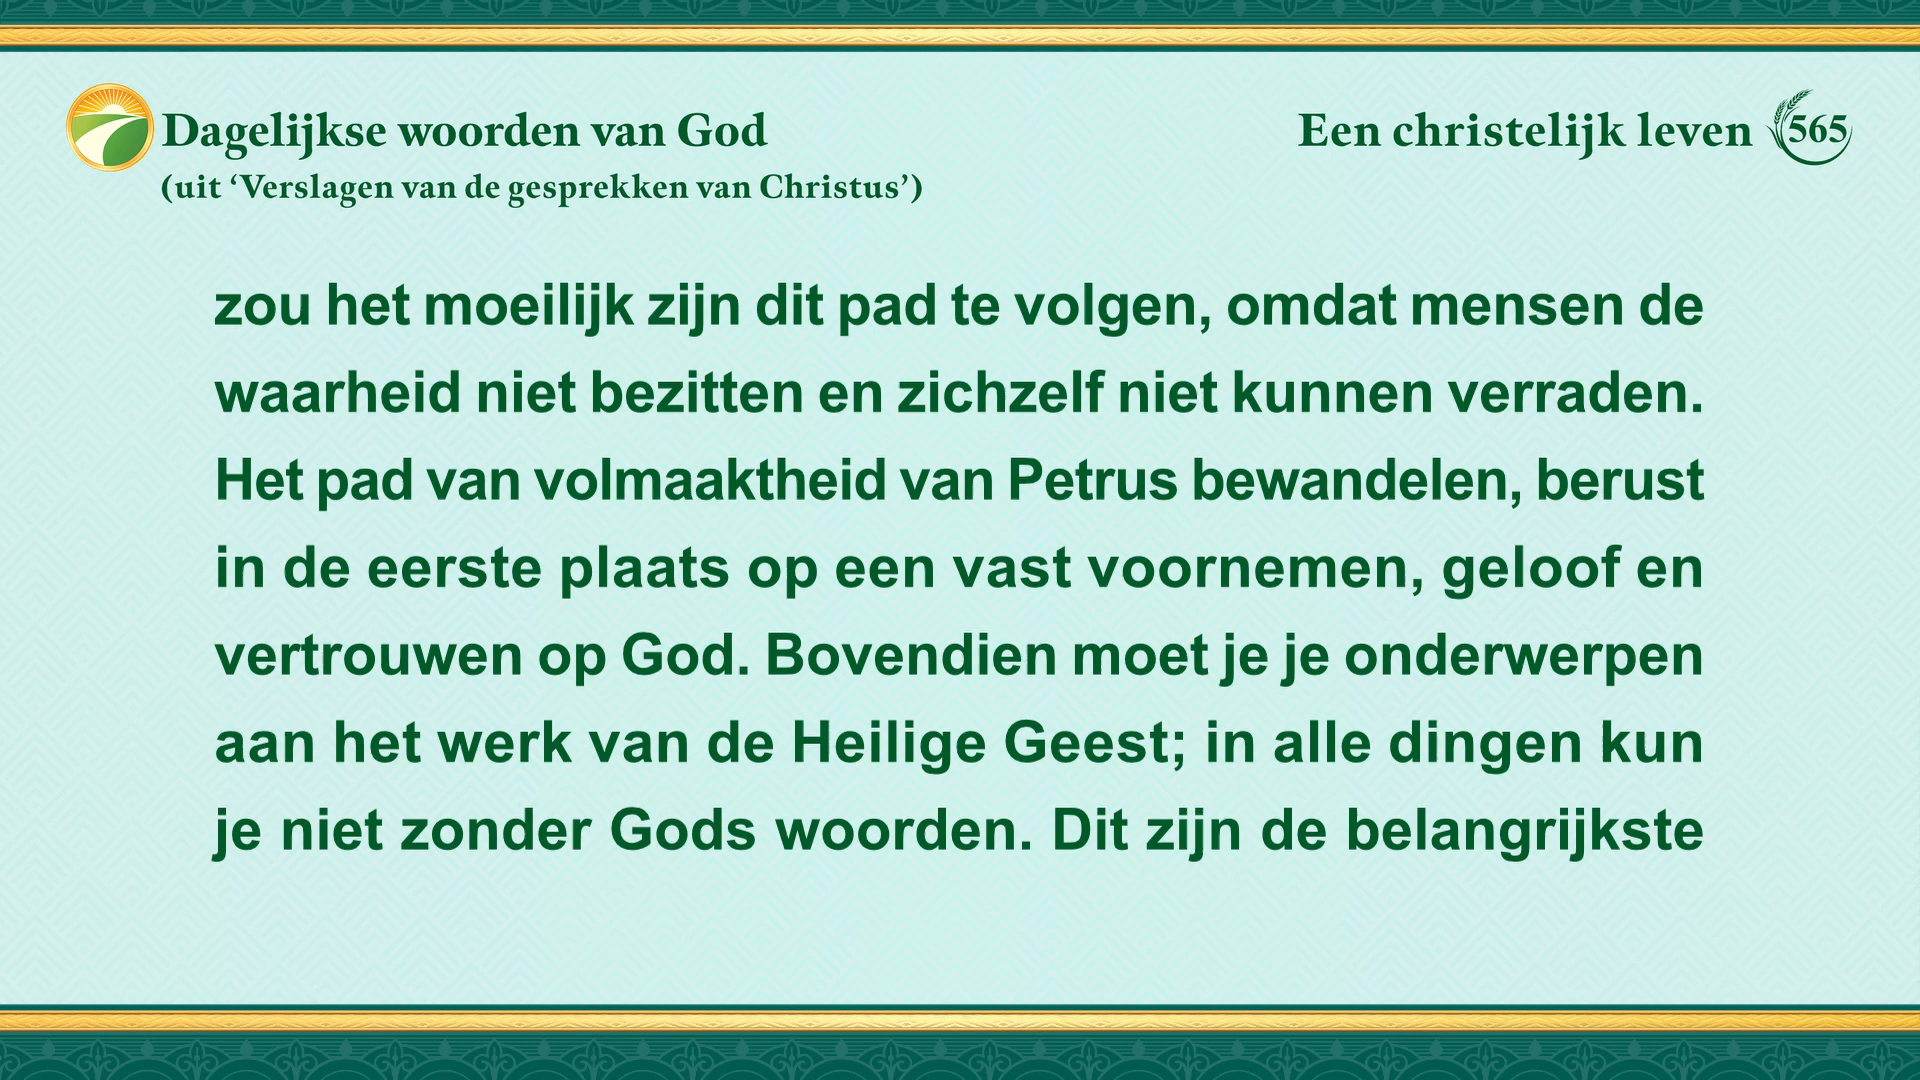 Dagelijkse woorden van God
(uit ‘Verslagen van de gesprekken van Christus’)
Een christelijk leven 565
zou het moeilijk zijn dit pad te volgen, omdat mensen de
waarheid niet bezitten en zichzelf niet kunnen verraden.
Het pad van volmaaktheid van Petrus bewandelen, berust
in de eerste plaats op een vast voornemen, geloof en
vertrouwen op God. Bovendien moet je je onderwerpen
aan het werk van de Heilige Geest; in alle dingen kun
je niet zonder Gods woorden. Dit zijn de belangrijkste